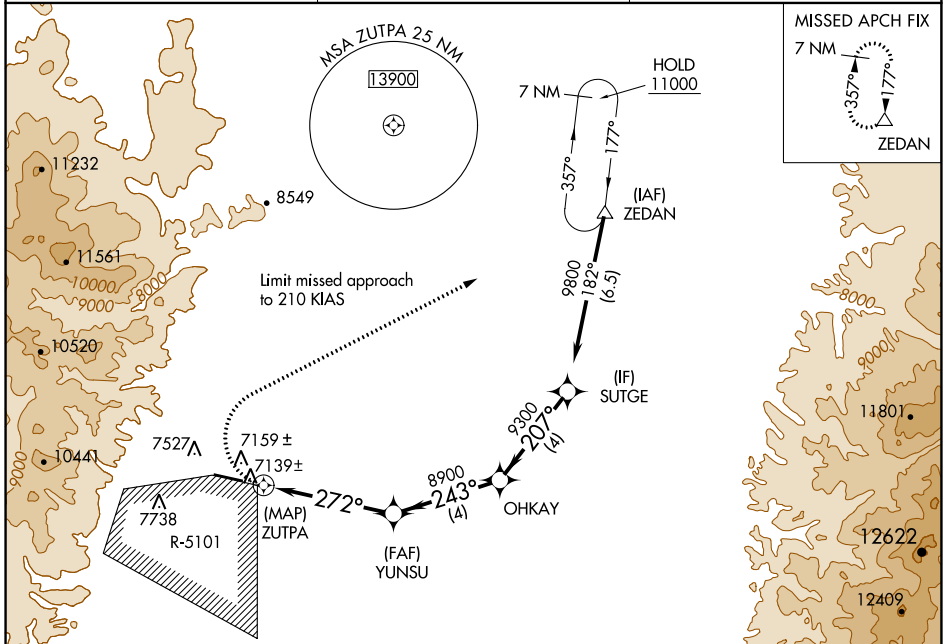 MSA ZUTPA 25 NM
13900
MISSED APCH FIX
7 NM
357°
177°
ZEDAN
HOLD
11000
7 NM
357°
177°
(IAF)
ZEDAN
11232
8549
11561
10000
9000
8000
Limit missed approach
to 210 KIAS
9800
182°
(6.5)
8000
9000
10520
(IF)
SUTGE
11801
9300
207°
(4)
7527
7159 ±
7139±
10441
9000
8900
243°
(4)
OHKAY
272°
7738
(MAP)
ZUTPA
R-5101
(FAF)
YUNSU
12622
12409